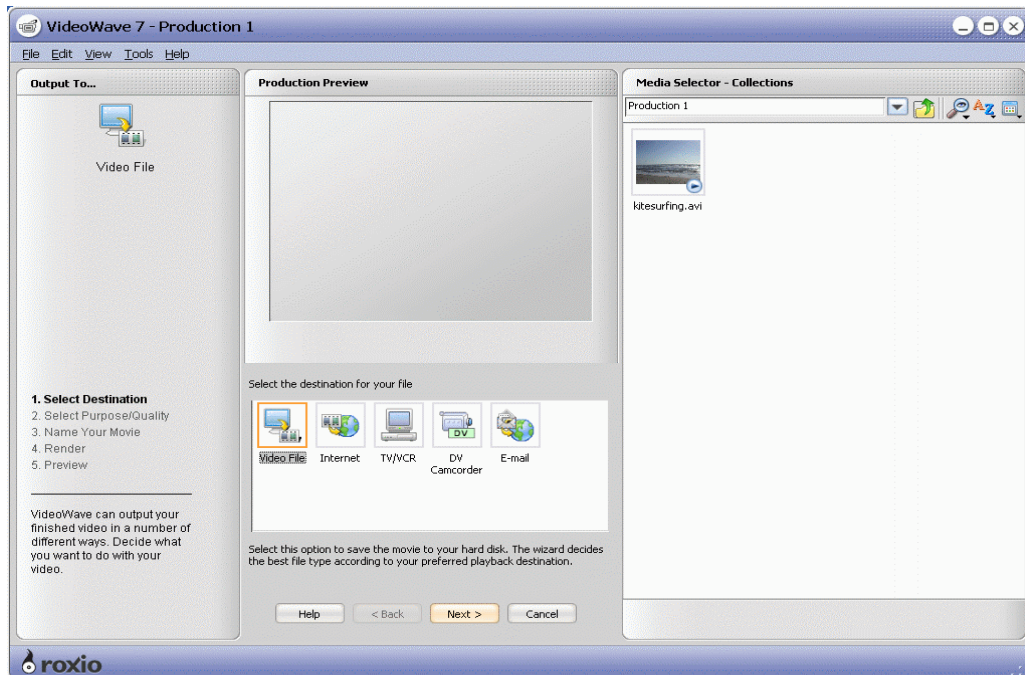 VideoWave 7 - Production 1
File Edit View Tools Help
Output To...
Video File
1. Select Destination
2. Select Purpose/Quality
3. Name Your Movie
4. Render
5. Preview
VideoWave can output your
finished video in a number of
different ways. Decide what
you want to do with your
video.
Production Preview
Select the destination for your file
Video File Internet TV/VCR DV Camcorder E-mail
DV
Select this option to save the movie to your hard disk. The wizard decides
the best file type according to your preferred playback destination.
Help < Back Next > Cancel
Media Selector - Collections
Production 1
AZ
kitesurfing.avi
roxio